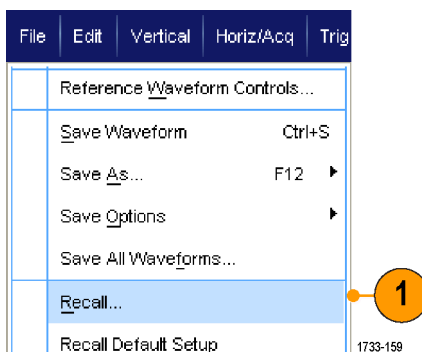 File Edit Vertical Horiz/Acq Trig
Reference Waveform Controls...
Save Waveform Ctrl+S
Save As... F12
Save Options
Save All Waveforms...
Recall...
1
Recall Default Setup
1733-159